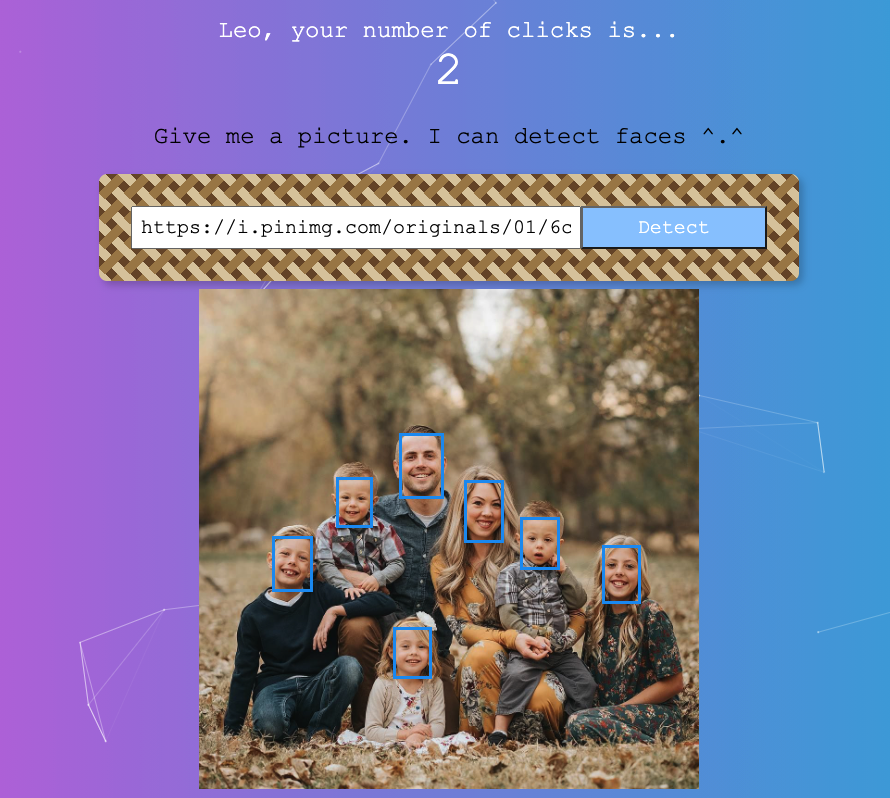 Leo, your number of clicks is...
2
Give me a picture. I can detect faces ^.^
https://i.pinimg.com/originals/01/6c
Detect